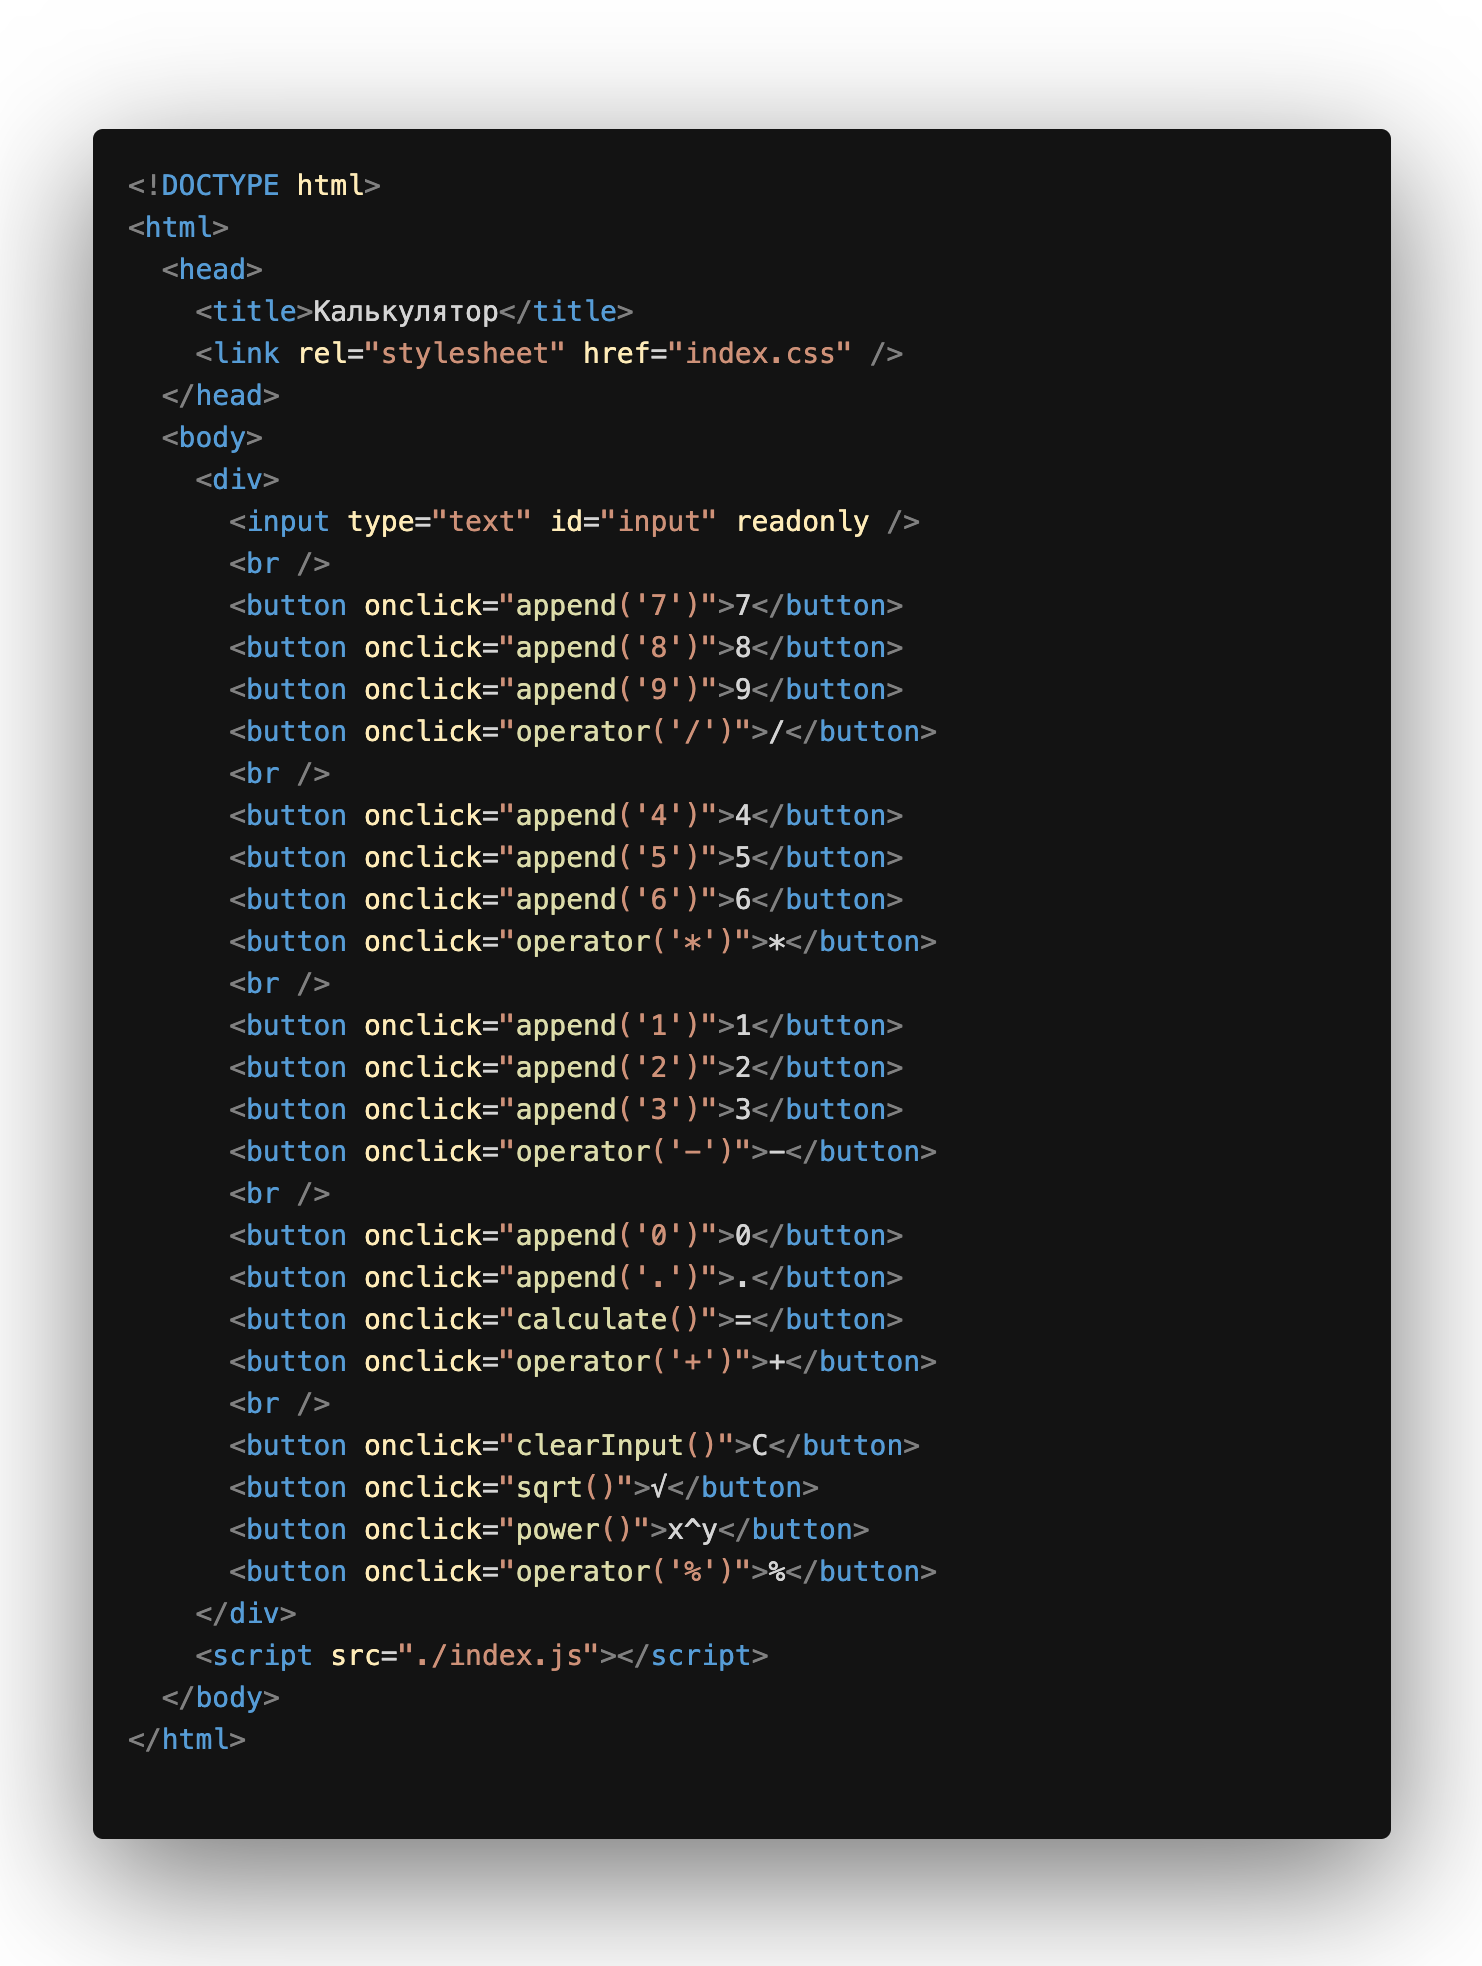 <!DOCTYPE html>
<html>
  <head>
    <title>Калькулятор</title>
    <link rel="stylesheet" href="index.css" />
  </head>
  <body>
    <div>
      <input type="text" id="input" readonly />
      <br />
      <button onclick="append('7')">7</button>
      <button onclick="append('8')">8</button>
      <button onclick="append('9')">9</button>
      <button onclick="operator('/')">/</button>
      <br />
      <button onclick="append('4')">4</button>
      <button onclick="append('5')">5</button>
      <button onclick="append('6')">6</button>
      <button onclick="operator('*')">*</button>
      <br />
      <button onclick="append('1')">1</button>
      <button onclick="append('2')">2</button>
      <button onclick="append('3')">3</button>
      <button onclick="operator('-')">-</button>
      <br />
      <button onclick="append('0')">0</button>
      <button onclick="append('.')">.</button>
      <button onclick="calculate()">=</button>
      <button onclick="operator('+')">+</button>
      <br />
      <button onclick="clearInput()">C</button>
      <button onclick="sqrt()">√</button>
      <button onclick="power()">x^y</button>
      <button onclick="operator('%')">%</button>
    </div>
    <script src="./index.js"></script>
  </body>
</html>